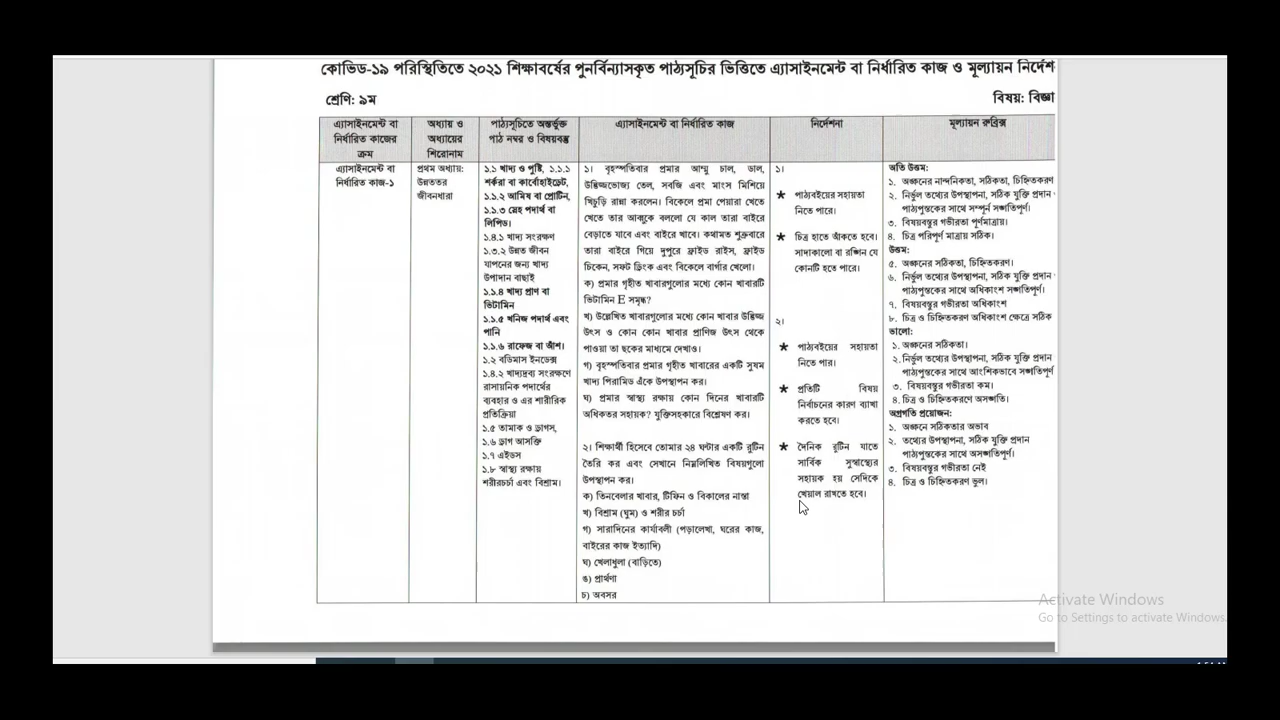 কোভিড-১৯ পরিস্থিতিতে ২০২১ শিক্ষাবর্ষের পুনর্বিন্যাসকৃত পাঠ্যসূচির ভিত্তিতে এ্যাসাইনমেন্ট বা নির্ধারিত কাজ ও মূল্যায়ন নির্দেশ
শ্রেণি: ৯ম
বিষয়: বিজ্ঞা
এ্যাসাইনমেন্ট বা
নির্ধারিত কাজের
ক্রম
অধ্যায় ও
অধ্যায়ের
শিরোনাম
পাঠ্যসূচিতে অন্তর্ভুক্ত
পাঠ নম্বর ও বিষয়বস্তু
এ্যাসাইনমেন্ট বা নির্ধারিত কাজ
নির্দেশনা
মূল্যায়ন রুব্রিক্স
এ্যাসাইনমেন্ট বা
নির্ধারিত কাজ-১
প্রথম অধ্যায়:
উন্নততর
জীবনধারা
১.১ খাদ্য ও পুষ্টি, ১.১.১
শর্করা বা কার্বোহাইড্রেট,
১.১.২ আমিষ বা প্রোটিন,
১.১.৩ স্নেহ পদার্থ বা
লিপিড।
১.৪.১ খাদ্য সংরক্ষণ
১.৩.২ উন্নত জীবন
যাপনের জন্য খাদ্য
উপাদান বাছাই
১.১.৪ খাদ্য প্রাণ বা
ভিটামিন
১.১.৫ খনিজ পদার্থ এবং
পানি
১.১.৬ রাফেজ বা আঁশ।
১.২ বডিমাস ইনডেক্স
১.৪.২ খাদ্যদ্রব্য সংরক্ষণে
রাসায়নিক পদার্থের
ব্যবহার ও এর শারীরিক
প্রতিক্রিয়া
১.৫ তামাক ও ড্রাগস,
১.৬ ড্রাগ আসক্তি
১.৭ এইডস
১.৮ স্বাস্থ্য রক্ষায়
শরীরচর্চা এবং বিশ্রাম।
১। বৃহস্পতিবার প্রমার আম্মু চাল, ডাল,
উদ্ভিজ্জভোজ্য তেল, সবজি এবং মাংস মিশিয়ে
খিচুড়ি রান্না করলেন। বিকেলে প্রমা পেয়ারা খেতে
খেতে তার আব্বুকে বললো যে কাল তারা বাইরে
বেড়াতে যাবে এবং বাইরে খাবে। কথামত শুক্রবারে
তারা বাইরে গিয়ে দুপুরে ফ্রাইড রাইস, ফ্রাইড
চিকেন, সফট ড্রিংক এবং বিকেলে বার্গার খেলো।
ক) প্রমার গৃহীত খাবারগুলোর মধ্যে কোন খাবারটি
ভিটামিন E সমৃদ্ধ?
খ) উল্লেখিত খাবারগুলোর মধ্যে কোন খাবার উদ্ভিজ্জ
উৎস ও কোন কোন খাবার প্রাণিজ উৎস থেকে
পাওয়া তা ছকের মাধ্যমে দেখাও।
গ) বৃহস্পতিবার প্রমার গৃহীত খাবারের একটি সুষম
খাদ্য পিরামিড এঁকে উপস্থাপন কর।
ঘ) প্রমার স্বাস্থ্য রক্ষায় কোন দিনের খাবারটি
অধিকতর সহায়ক? যুক্তিসহকারে বিশ্লেষণ কর।
২। শিক্ষার্থী হিসেবে তোমার ২৪ ঘন্টার একটি রুটিন
তৈরি কর এবং সেখানে নিম্নলিখিত বিষয়গুলো
উপস্থাপন কর।
ক) তিনবেলার খাবার, টিফিন ও বিকালের নাস্তা
খ) বিশ্রাম (ঘুম) ও শরীর চর্চা
গ) সারাদিনের কার্যাবলী (পড়ালেখা, ঘরের কাজ,
বাইরের কাজ ইত্যাদি)
ঘ) খেলাধুলা (বাড়িতে)
ঙ) প্রার্থণা
চ) অবসর
১।
* পাঠ্যবইয়ের সহায়তা
নিতে পারে।
* চিত্র হাতে আঁকতে হবে।
সাদাকালো বা রঙ্গিন যে
কোনটি হতে পারে।
২।
* পাঠ্যবইয়ের সহায়তা
নিতে পার।
* প্রতিটি বিষয়
নির্বাচনের কারণ ব্যাখা
করতে হবে।
* দৈনিক রুটিন যাতে
সার্বিক সুস্বাস্থ্যের
সহায়ক হয় সেদিকে
খেয়াল রাখতে হবে।
অতি উত্তম:
১. অঙ্কনের নান্দনিকতা, সঠিকতা, চিহ্নিতকরণ
২. নির্ভুল তথ্যের উপস্থাপনা, সঠিক যুক্তি প্রদান
পাঠ্যপুস্তকের সাথে সম্পূর্ন সঙ্গতিপূর্ণ।
৩. বিষয়বস্তুর গভীরতা পূর্ণমাত্রায়।
৪. চিত্র পরিপূর্ণ মাত্রায় সঠিক।
উত্তম:
৫. অঙ্কনের সঠিকতা, চিহ্নিতকরণ।
৬. নির্ভুল তথ্যের উপস্থাপনা, সঠিক যুক্তি প্রদান
পাঠ্যপুস্তকের সাথে অধিকাংশ সঙ্গতিপূর্ণ।
৭. বিষয়বস্তুর গভীরতা অধিকাংশ
৮. চিত্র ও চিহ্নিতকরণ অধিকাংশ ক্ষেত্রে সঠিক
ভালো:
১. অঙ্কনের সঠিকতা।
২. নির্ভুল তথ্যের উপস্থাপনা, সঠিক যুক্তি প্রদান
পাঠ্যপুস্তকের সাথে আংশিকভাবে সঙ্গতিপূর্ণ
৩. বিষয়বস্তুর গভীরতা কম।
৪. চিত্র ও চিহ্নিতকরণে অসঙ্গতি।
অগ্রগতি প্রয়োজন:
১. অঙ্কনে সঠিকতার অভাব
২. তথ্যের উপস্থাপনা, সঠিক যুক্তি প্রদান
পাঠ্যপুস্তকের সাথে অসঙ্গতিপূর্ণ।
৩. বিষয়বস্তুর গভীরতা নেই
৪. চিত্র ও চিহ্নিতকরণ ভুল।
Activate Windows
Go to Settings to activate Windows.